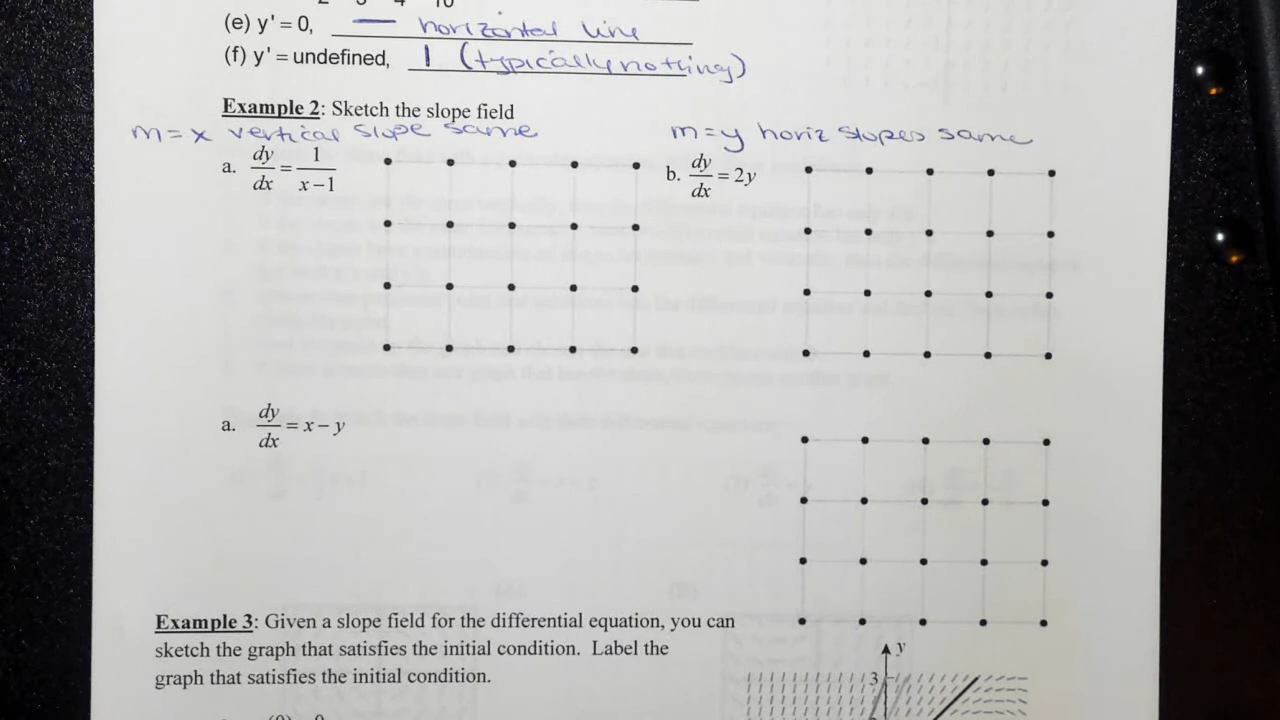 (e) y' = 0, — horizontal line
(f) y' = undefined, | (typically nothing)
Example 2: Sketch the slope field
m = x vertical slope same
m = y horiz slopes same
a. dy/dx = 1/(x − 1)
b. dy/dx = 2y
a. dy/dx = x − y
Example 3: Given a slope field for the differential equation, you can
sketch the graph that satisfies the initial condition. Label the
graph that satisfies the initial condition.
y
3